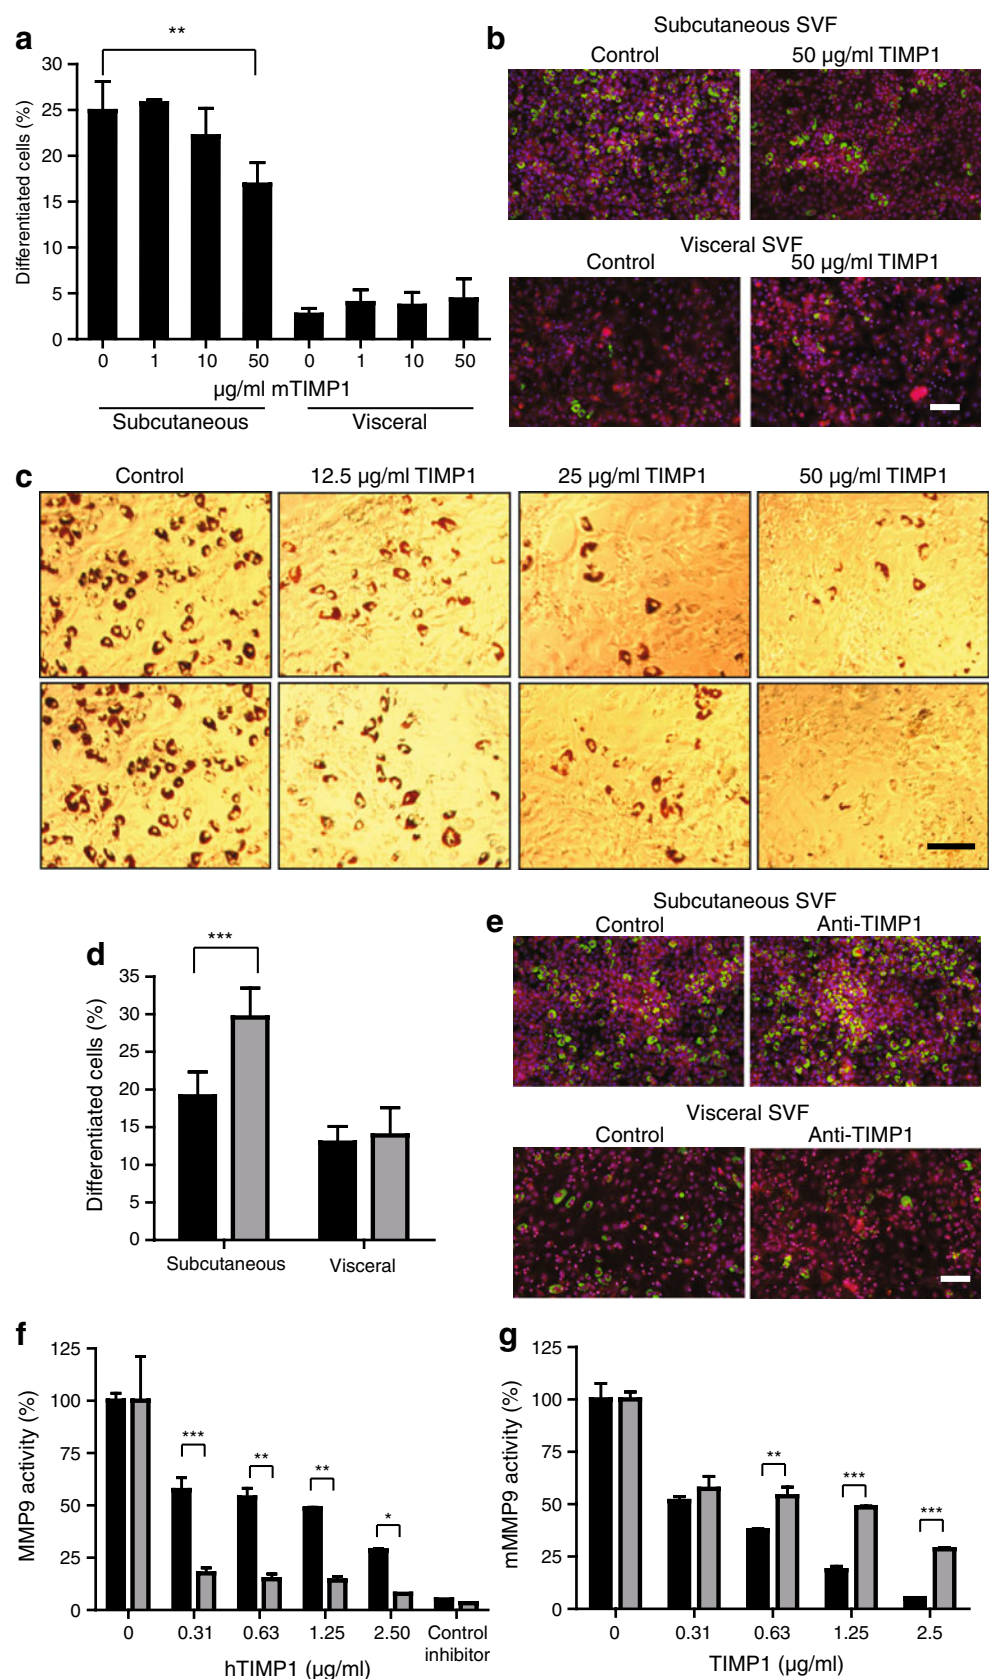 a
**
Differentiated cells (%)
30
25
20
15
10
5
0
0 1 10 50 0 1 10 50
µg/ml mTIMP1
Subcutaneous Visceral
b
Subcutaneous SVF
Control 50 µg/ml TIMP1
Visceral SVF
Control 50 µg/ml TIMP1
c
Control 12.5 µg/ml TIMP1 25 µg/ml TIMP1 50 µg/ml TIMP1
d
***
Differentiated cells (%)
35
30
25
20
15
10
5
0
Subcutaneous Visceral
e
Subcutaneous SVF
Control Anti-TIMP1
Visceral SVF
Control Anti-TIMP1
f
MMP9 activity (%)
125
100
75
50
25
0
*** ** ** *
0 0.31 0.63 1.25 2.50 Control inhibitor
hTIMP1 (µg/ml)
g
mMMP9 activity (%)
125
100
75
50
25
0
** *** ***
0 0.31 0.63 1.25 2.5
TIMP1 (µg/ml)